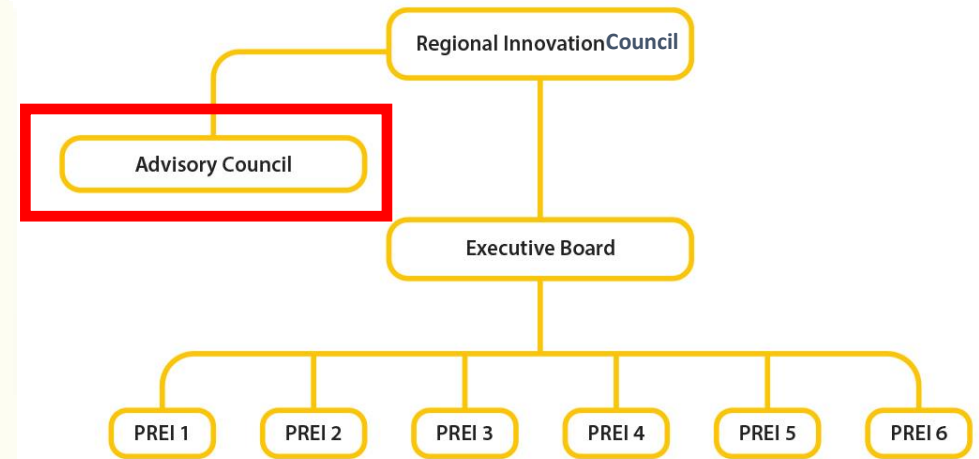 Regional InnovationCouncil
Advisory Council
Executive Board
PREI 1
PREI 2
PREI 3
PREI 4
PREI 5
PREI 6